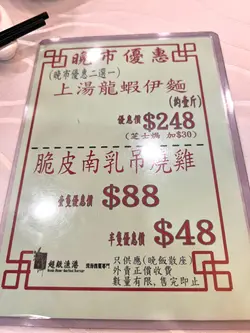 晚市優惠
(晚市優惠二選一)
上湯龍蝦伊麵
(約壹斤)
優惠價 $248
(芝士焗 加$30)
脆皮南乳吊燒雞
壹隻優惠價 $88
半隻優惠價 $48
只供應(晚飯散座)
外賣正價收費
數量有限,售完即止